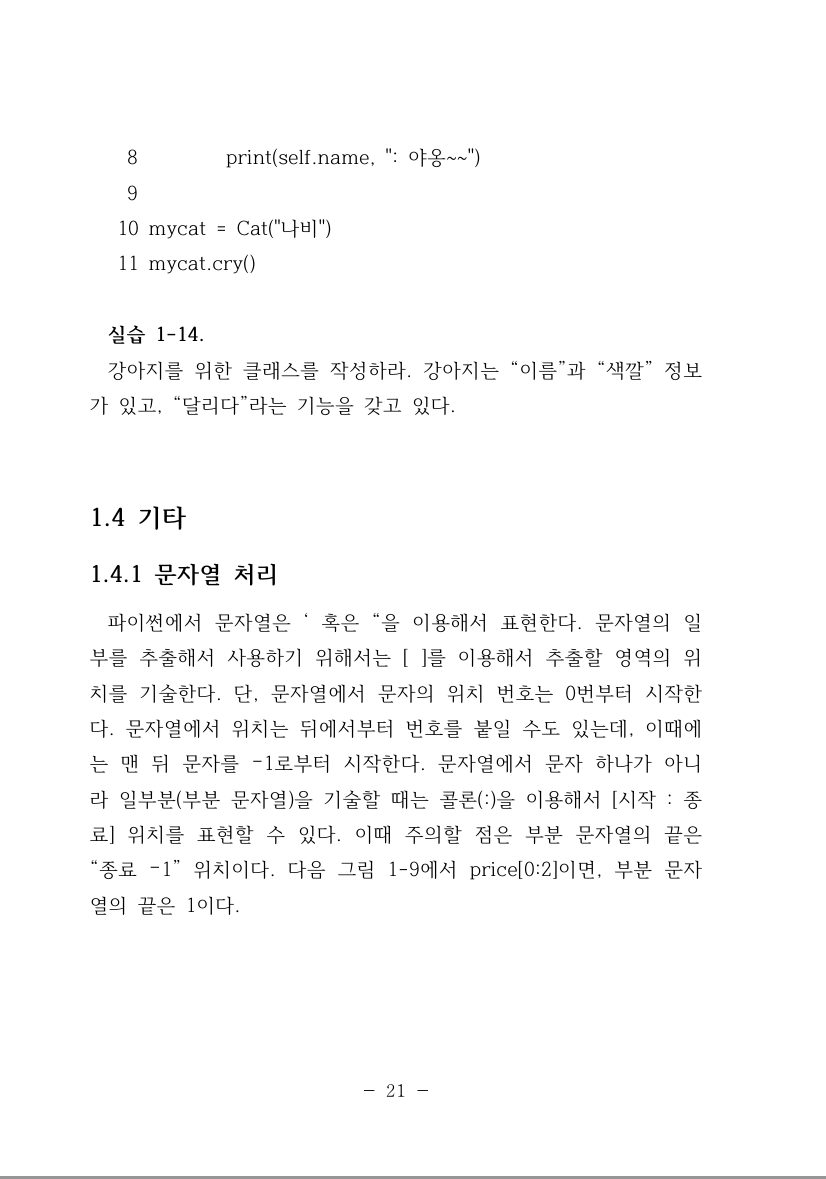 8 print(self.name, ": 야옹~~")
9
10 mycat = Cat("나비")
11 mycat.cry()
실습 1-14.
강아지를 위한 클래스를 작성하라. 강아지는 “이름”과 “색깔” 정보
가 있고, “달리다”라는 기능을 갖고 있다.
1.4 기타
1.4.1 문자열 처리
파이썬에서 문자열은 ‘ 혹은 “을 이용해서 표현한다. 문자열의 일
부를 추출해서 사용하기 위해서는 [ ]를 이용해서 추출할 영역의 위
치를 기술한다. 단, 문자열에서 문자의 위치 번호는 0번부터 시작한
다. 문자열에서 위치는 뒤에서부터 번호를 붙일 수도 있는데, 이때에
는 맨 뒤 문자를 -1로부터 시작한다. 문자열에서 문자 하나가 아니
라 일부분(부분 문자열)을 기술할 때는 콜론(:)을 이용해서 [시작 : 종
료] 위치를 표현할 수 있다. 이때 주의할 점은 부분 문자열의 끝은
“종료 -1” 위치이다. 다음 그림 1-9에서 price[0:2]이면, 부분 문자
열의 끝은 1이다.
- 21 -